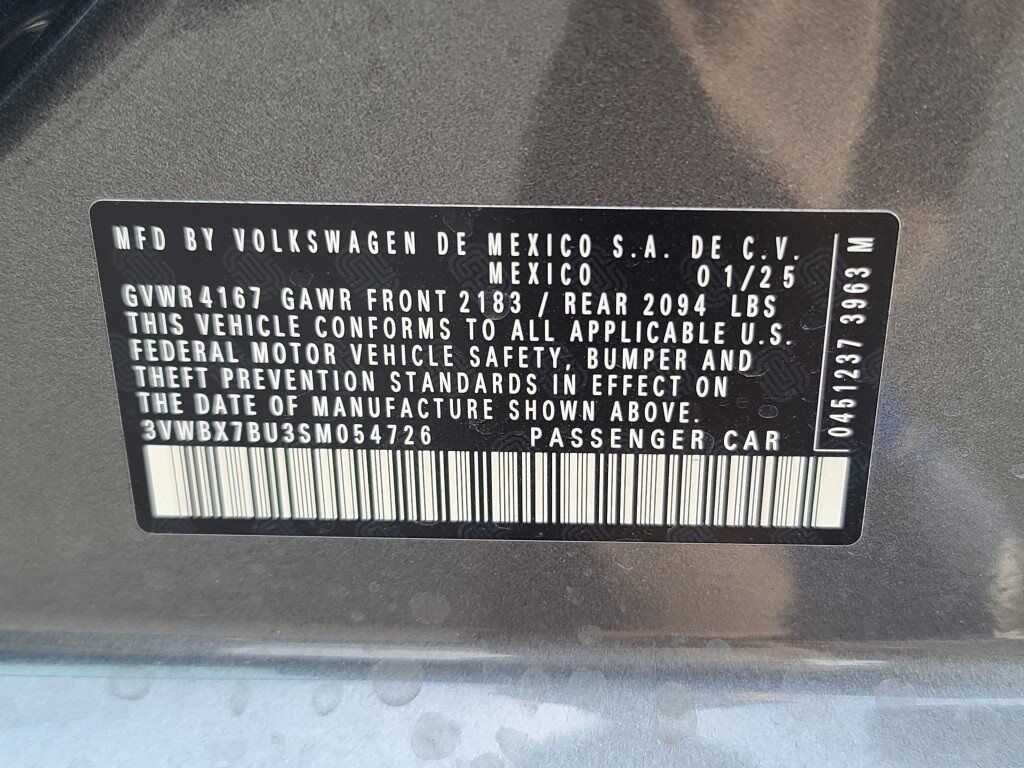 MFD BY VOLKSWAGEN DE MEXICO S.A. DE C.V.
MEXICO 01/25
GVWR 4167 GAWR FRONT 2183 / REAR 2094 LBS
THIS VEHICLE CONFORMS TO ALL APPLICABLE U.S.
FEDERAL MOTOR VEHICLE SAFETY, BUMPER AND
THEFT PREVENTION STANDARDS IN EFFECT ON
THE DATE OF MANUFACTURE SHOWN ABOVE.
3VWBX7BU3SM054726 PASSENGER CAR
0451237 3963 M